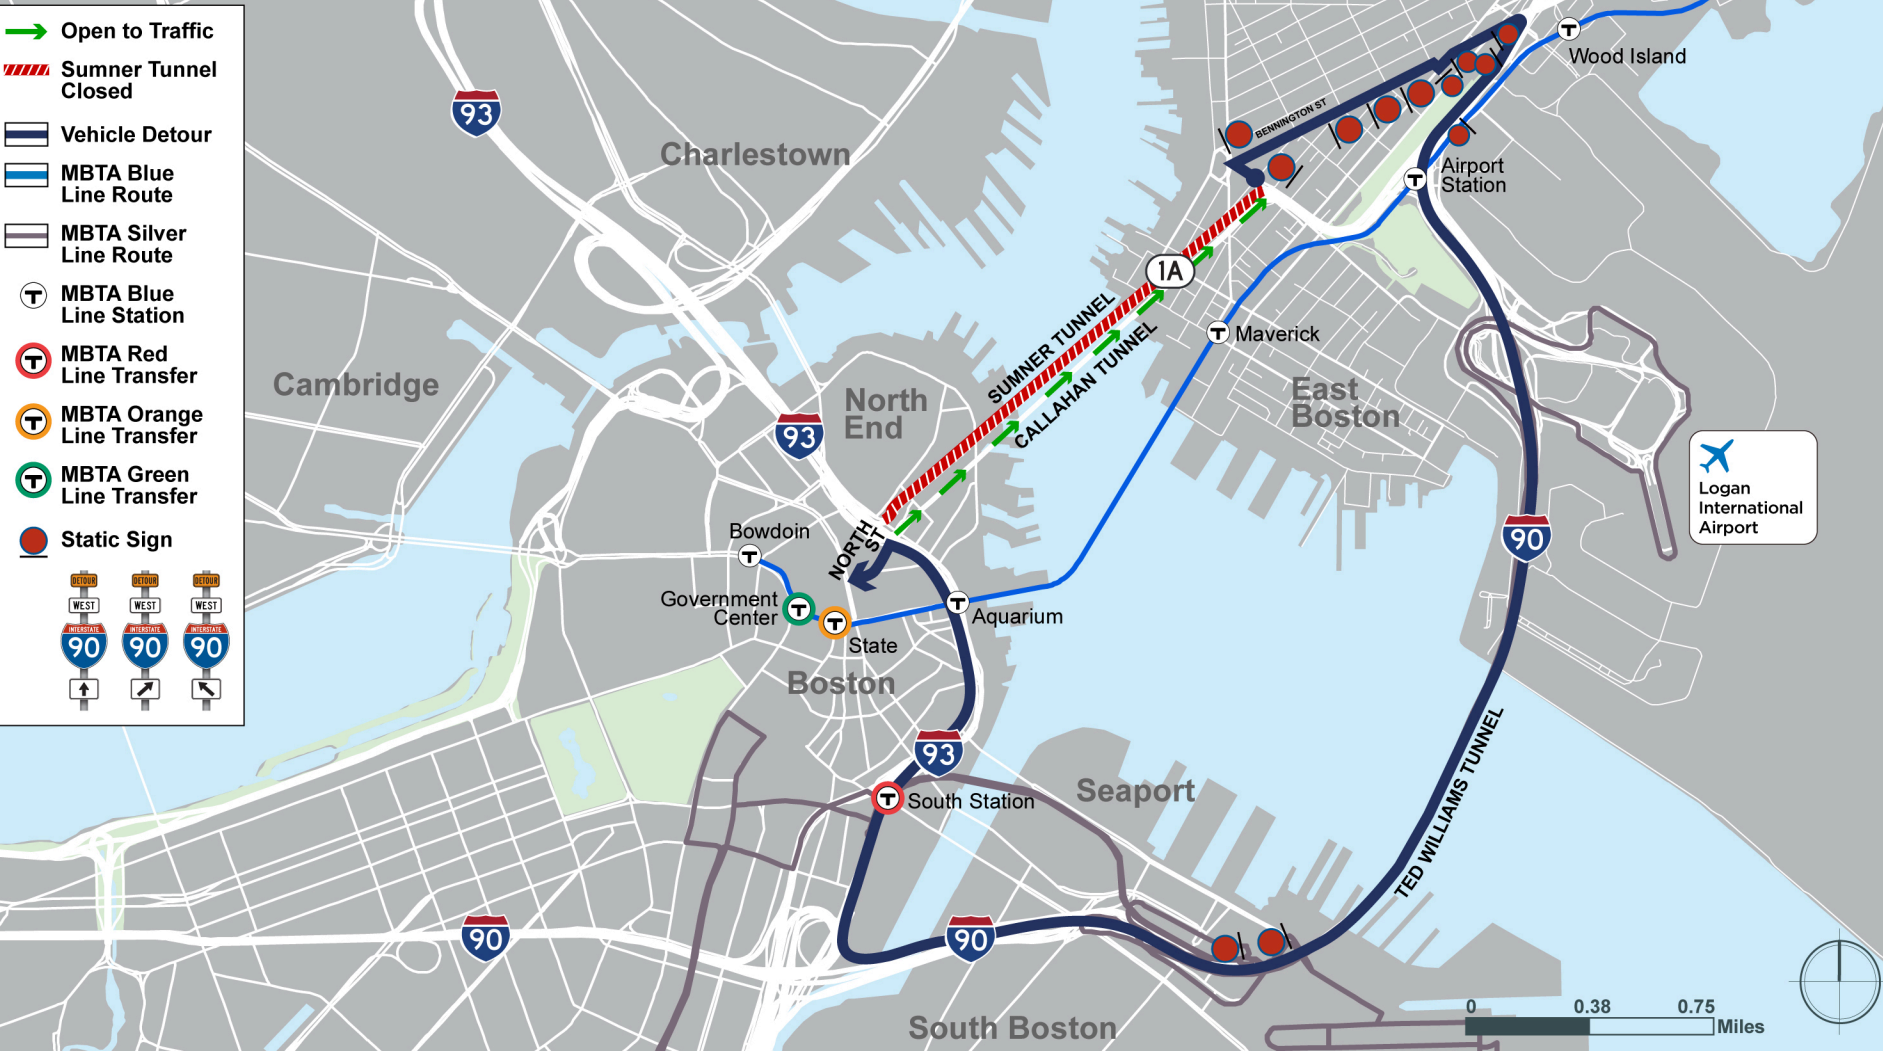 Open to Traffic
Sumner Tunnel
Closed
Vehicle Detour
MBTA Blue
Line Route
MBTA Silver
Line Route
MBTA Blue
Line Station
MBTA Red
Line Transfer
MBTA Orange
Line Transfer
MBTA Green
Line Transfer
Static Sign
DETOUR
DETOUR
DETOUR
WEST
WEST
WEST
INTERSTATE
INTERSTATE
INTERSTATE
90
90
90
93
Charlestown
Cambridge
North
End
93
SUMNER TUNNEL
CALLAHAN TUNNEL
1A
BENNINGTON ST
Wood Island
Airport
Station
Maverick
East
Boston
Logan
International
Airport
90
NORTH
ST
Bowdoin
Government
Center
State
Aquarium
Boston
93
South Station
Seaport
TED WILLIAMS TUNNEL
90
90
South Boston
0 0.38 0.75
Miles
T
T
T
T
T
T
T
T
T
T
T
T